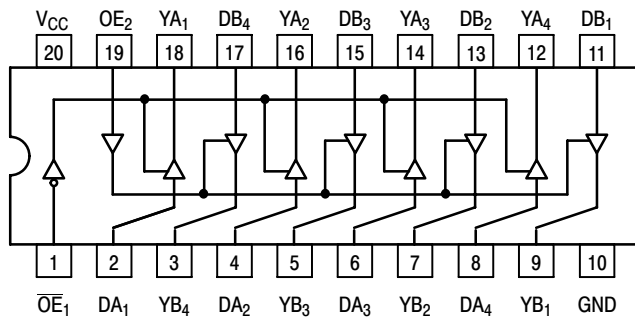 V_CC OE₂ YA₁ DB₄ YA₂ DB₃ YA₃ DB₂ YA₄ DB₁
20 19 18 17 16 15 14 13 12 11
1 2 3 4 5 6 7 8 9 10
O̅E̅₁ DA₁ YB₄ DA₂ YB₃ DA₃ YB₂ DA₄ YB₁ GND